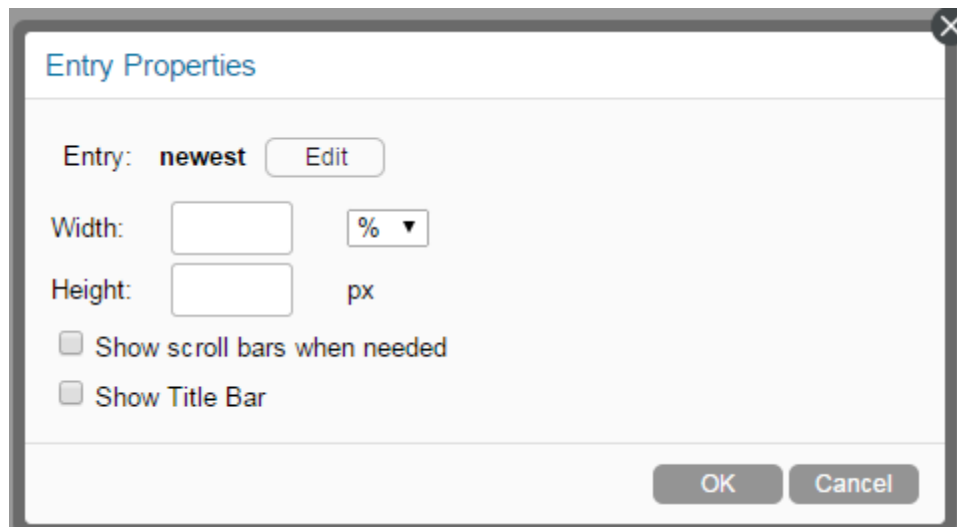 Entry Properties
Entry: newest Edit
Width: %
Height: px
Show scroll bars when needed
Show Title Bar
OK Cancel